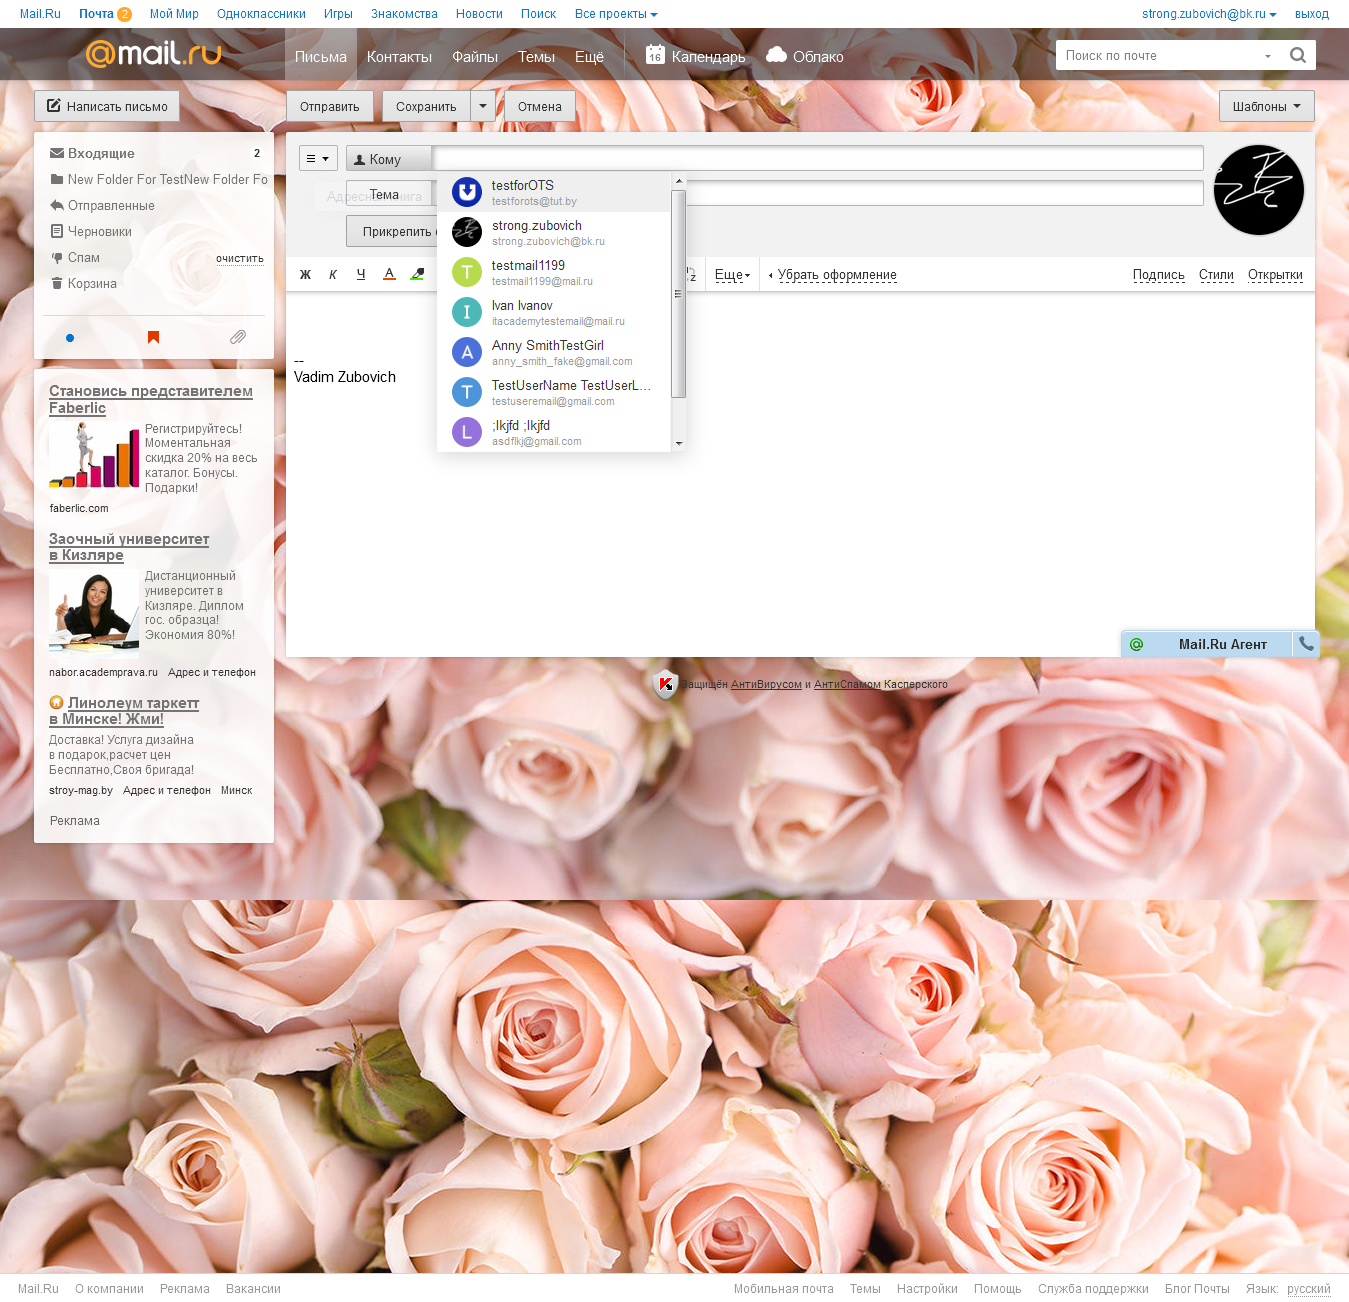 Mail.Ru Почта 2 Мой Мир Одноклассники Игры Знакомства Новости Поиск Все проекты strong.zubovich@bk.ru выход
@mail.ru Письма Контакты Файлы Темы Ещё 16 Календарь Облако Поиск по почте
Написать письмо Отправить Сохранить Отмена Шаблоны
Входящие 2
New Folder For TestNew Folder Fo
Отправленные
Черновики
Спам очистить
Корзина
Кому
Тема
Прикрепить
testforOTS
testforots@tut.by
strong.zubovich
strong.zubovich@bk.ru
testmail1199
testmail1199@mail.ru
Ivan Ivanov
itacademytestemail@mail.ru
Anny SmithTestGirl
anny_smith_fake@gmail.com
TestUserName TestUserL...
testuseremail@gmail.com
;lkjfd ;lkjfd
asdflkj@gmail.com
T
I
A
T
L
Ж К Ч А Еще Убрать оформление Подпись Стили Открытки
--
Vadim Zubovich
Становись представителем
Faberlic
Регистрируйтесь!
Моментальная
скидка 20% на весь
каталог. Бонусы.
Подарки!
faberlic.com
Заочный университет
в Кизляре
Дистанционный
университет в
Кизляре. Диплом
гос. образца!
Экономия 80%!
nabor.academprava.ru Адрес и телефон
Линолеум таркетт
в Минске! Жми!
Доставка! Услуга дизайна
в подарок,расчет цен
Бесплатно,Своя бригада!
stroy-mag.by Адрес и телефон Минск
Реклама
Mail.Ru Агент
Защищён АнтиВирусом и АнтиСпамом Касперского
Mail.Ru О компании Реклама Вакансии Мобильная почта Темы Настройки Помощь Служба поддержки Блог Почты Язык: русский